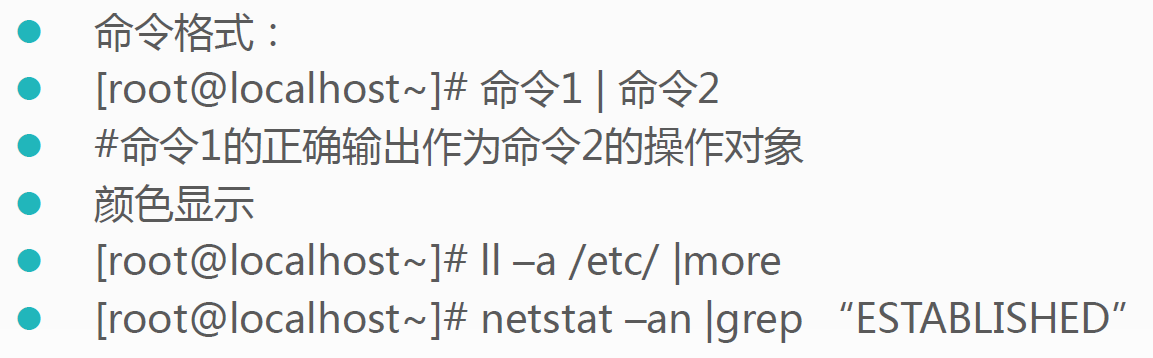 命令格式：
[root@localhost~]# 命令1 | 命令2
#命令1的正确输出作为命令2的操作对象
颜色显示
[root@localhost~]# ll –a /etc/ |more
[root@localhost~]# netstat –an |grep “ESTABLISHED”